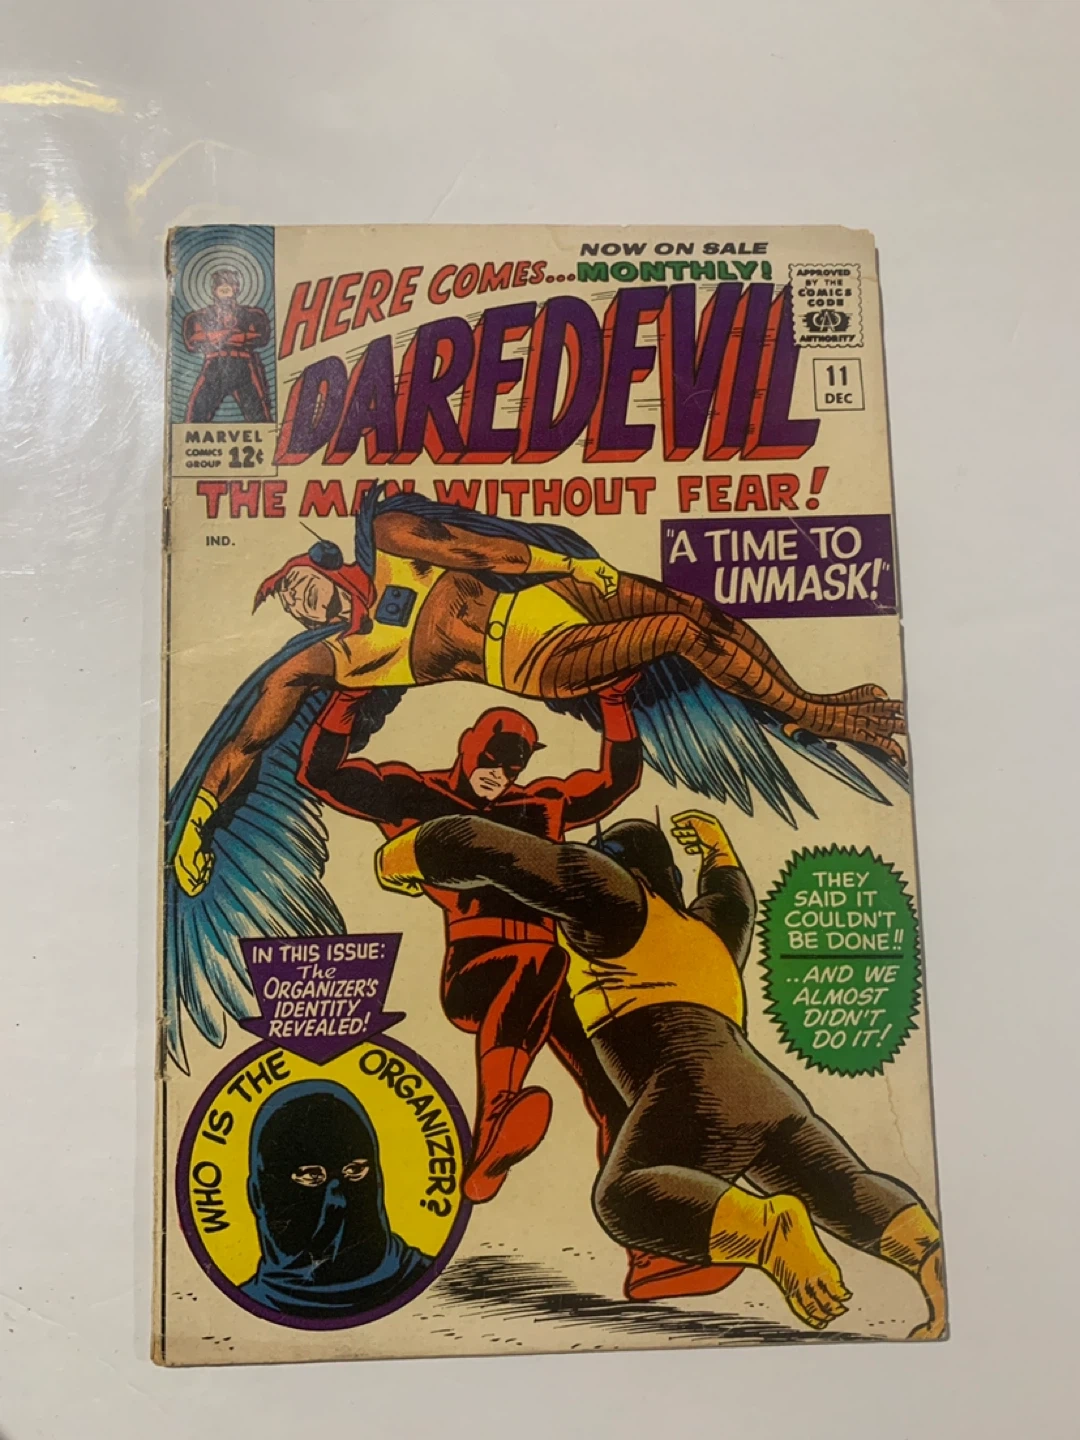 NOW ON SALE
MONTHLY!
HERE COMES...
DAREDEVIL
APPROVED
BY THE
COMICS
CODE
CA
AUTHORITY
11
DEC
MARVEL
COMICS
GROUP 12¢
THE MAN WITHOUT FEAR!
IND.
"A TIME TO
UNMASK!"
THEY
SAID IT
COULDN'T
BE DONE!!
..AND WE
ALMOST
DIDN'T
DO IT!
IN THIS ISSUE:
The
ORGANIZER'S
IDENTITY
REVEALED!
WHO IS THE ORGANIZER?